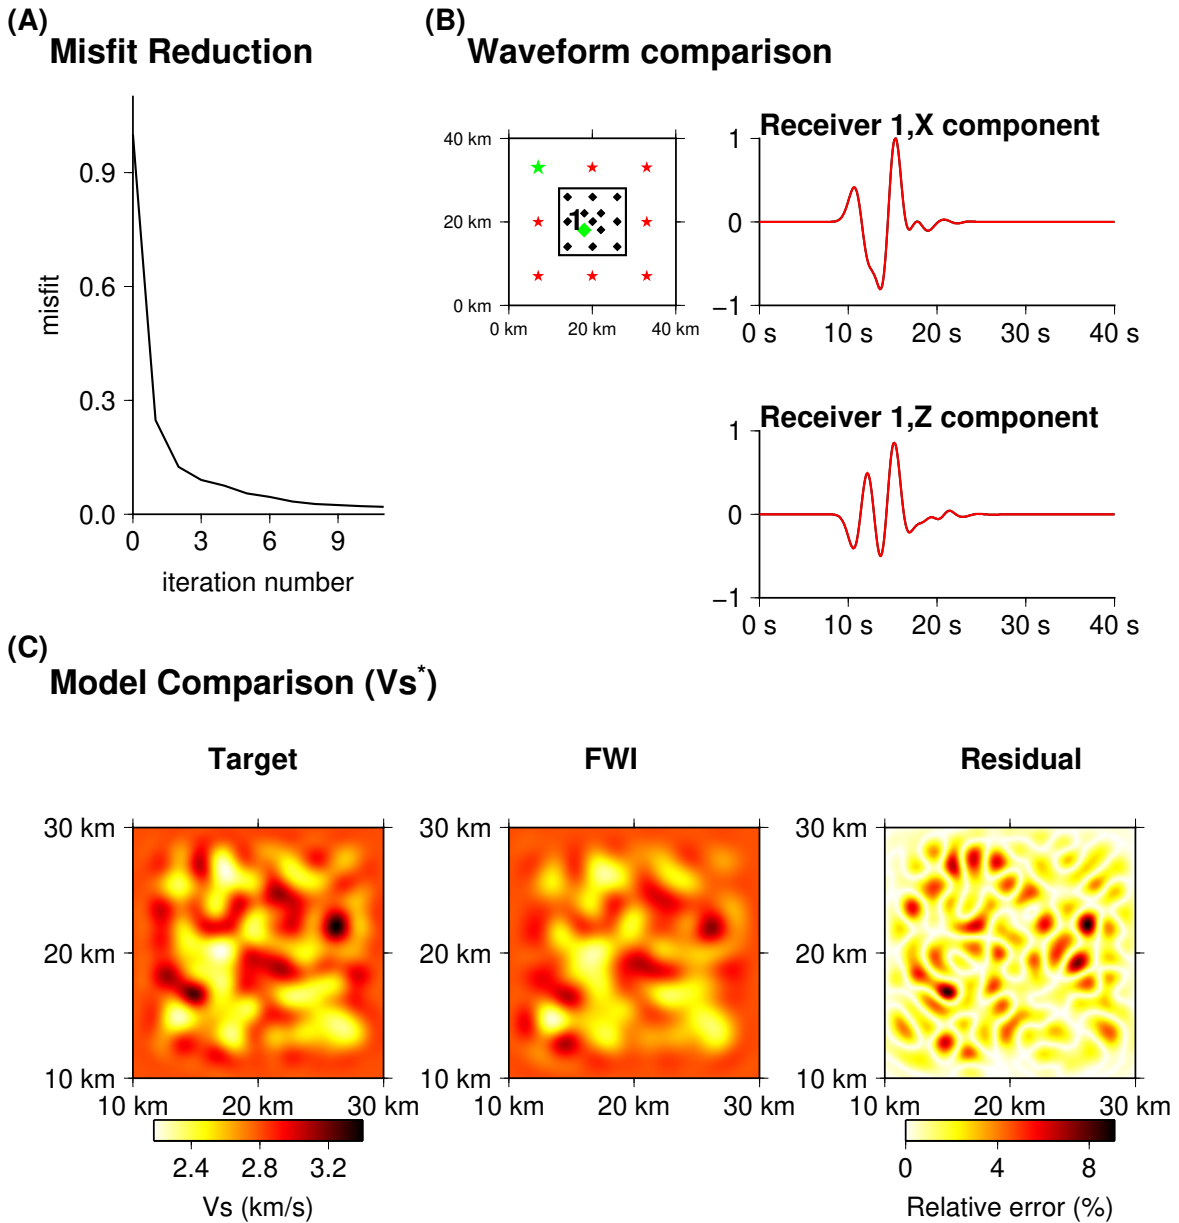 (A)
Misfit Reduction
0.9
0.6
0.3
0.0
misfit
0 3 6 9
iteration number
(B)
Waveform comparison
40 km
20 km
0 km
0 km 20 km 40 km
1
Receiver 1,X component
1
0
−1
0 s 10 s 20 s 30 s 40 s
Receiver 1,Z component
1
0
−1
0 s 10 s 20 s 30 s 40 s
(C)
Model Comparison (Vs*)
Target
30 km
20 km
10 km
10 km 20 km 30 km
2.4 2.8 3.2
Vs (km/s)
FWI
30 km
20 km
10 km
10 km 20 km 30 km
Residual
30 km
20 km
10 km
10 km 20 km 30 km
0 4 8
Relative error (%)